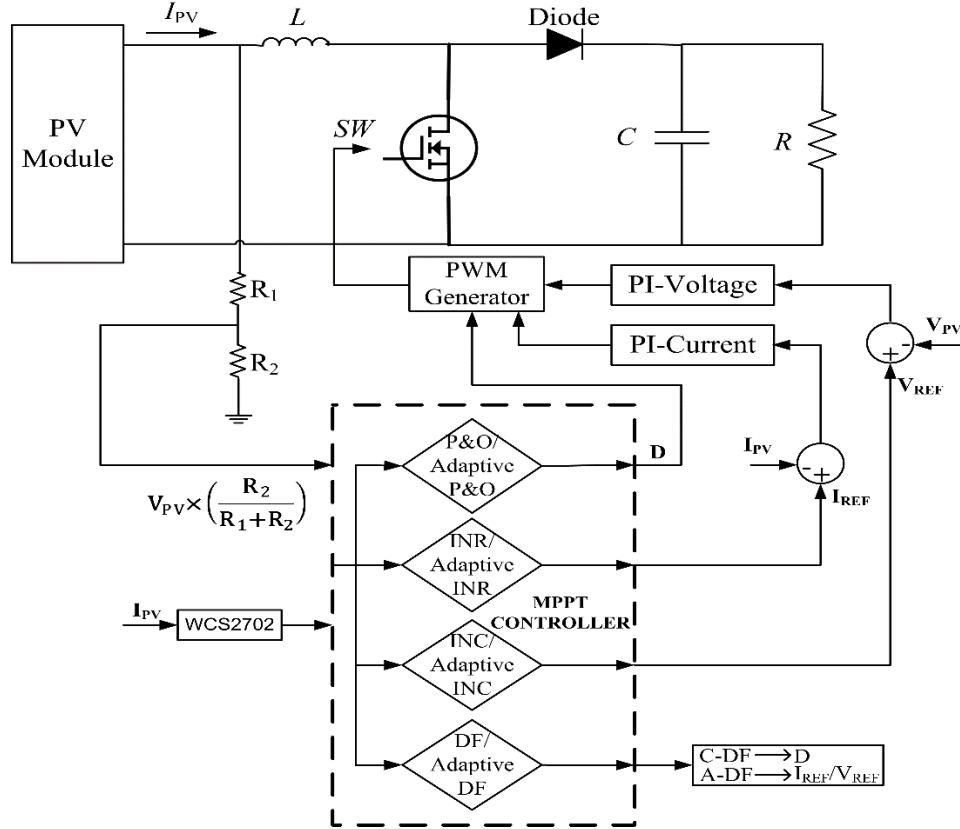 I_PV
L
Diode
PV
Module
SW
C
R
PWM
Generator
PI-Voltage
R_1
PI-Current
V_PV
R_2
- +
V_REF
P&O/
Adaptive
P&O
D
I_PV
- +
I_REF
V_PV × (R_2 / R_1+R_2)
INR/
Adaptive
INR
I_PV
WCS2702
MPPT
CONTROLLER
INC/
Adaptive
INC
DF/
Adaptive
DF
C-DF → D
A-DF → I_REF/V_REF